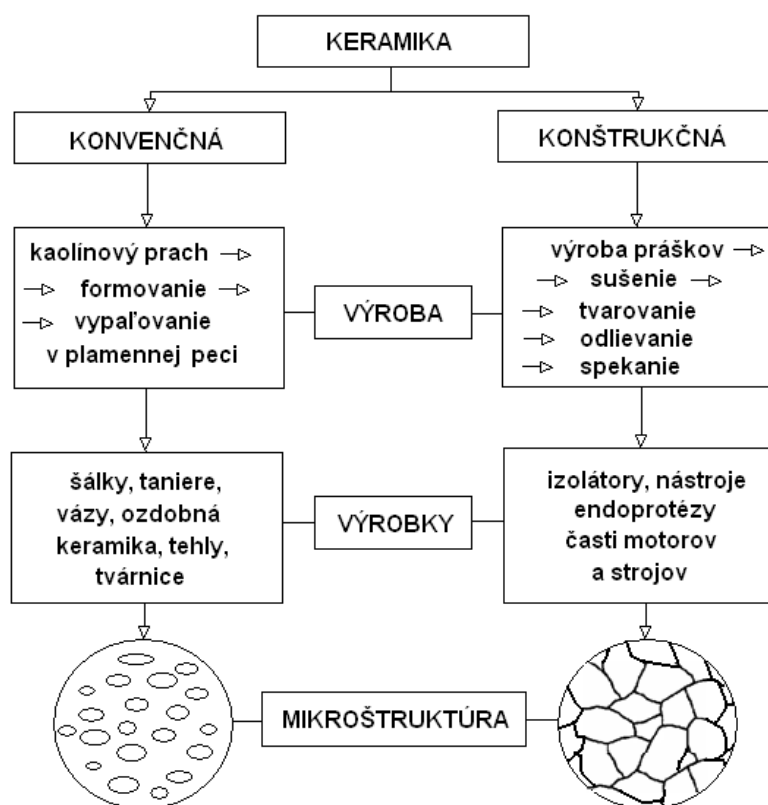 KERAMIKA
KONVENČNÁ
KONŠTRUKČNÁ
kaolínový prach
formovanie
vypaľovanie
v plamennej peci
VÝROBA
výroba práškov
sušenie
tvarovanie
odlievanie
spekanie
šálky, taniere,
vázy, ozdobná
keramika, tehly,
tvárnice
VÝROBKY
izolátory, nástroje
endoprotézy
časti motorov
a strojov
MIKROŠTRUKTÚRA